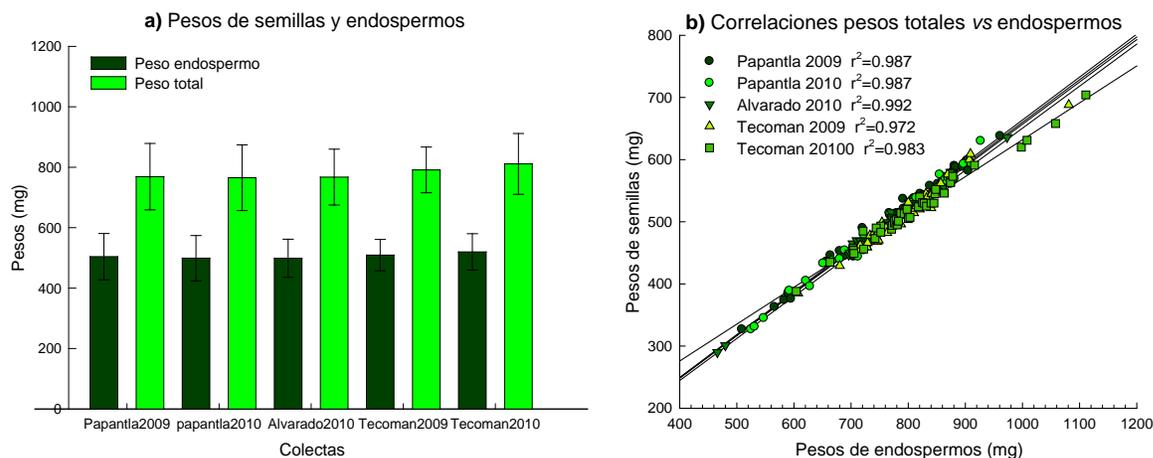 a) Pesos de semillas y endospermos
1200
1000
800
600
400
200
0
Pesos (mg)
Peso endospermo
Peso total
Papantla2009 papantla2010 Alvarado2010 Tecoman2009 Tecoman2010
Colectas
b) Correlaciones pesos totales vs endospermos
800
700
600
500
400
300
200
Pesos de semillas (mg)
Papantla 2009 r²=0.987
Papantla 2010 r²=0.987
Alvarado 2010 r²=0.992
Tecoman 2009 r²=0.972
Tecoman 20100 r²=0.983
400 500 600 700 800 900 1000 1100 1200
Pesos de endospermos (mg)